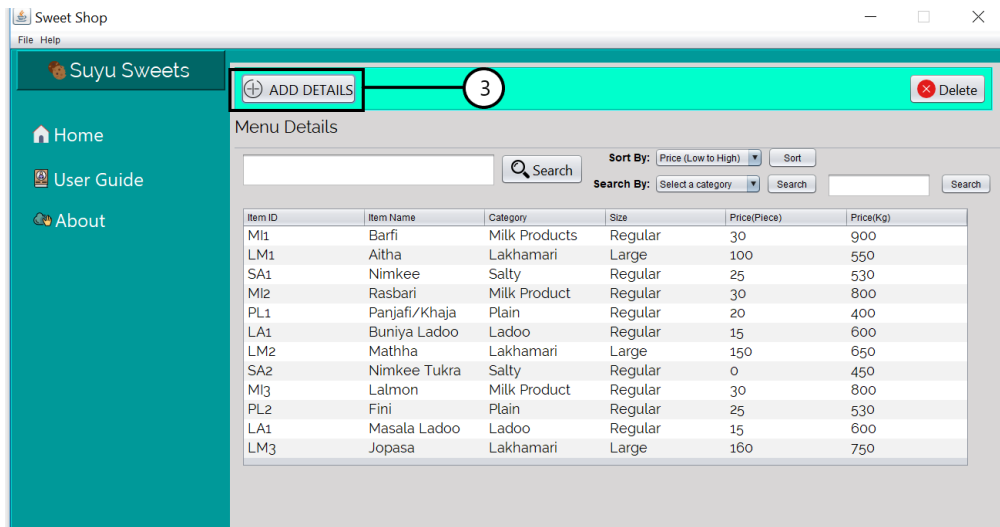 Sweet Shop
File Help
Suyu Sweets
ADD DETAILS 3 Delete
Home
User Guide
About
Menu Details
Search
Sort By: Price (Low to High) Sort
Search By: Select a category Search Search
Item ID Item Name Category Size Price(Piece) Price(Kg)
MI1 Barfi Milk Products Regular 30 900
LM1 Aitha Lakhamari Large 100 550
SA1 Nimkee Salty Regular 25 530
MI2 Rasbari Milk Product Regular 30 800
PL1 Panjafi/Khaja Plain Regular 20 400
LA1 Buniya Ladoo Ladoo Regular 15 600
LM2 Mathha Lakhamari Large 150 650
SA2 Nimkee Tukra Salty Regular 0 450
MI3 Lalmon Milk Product Regular 30 800
PL2 Fini Plain Regular 25 530
LA1 Masala Ladoo Ladoo Regular 15 600
LM3 Jopasa Lakhamari Large 160 750